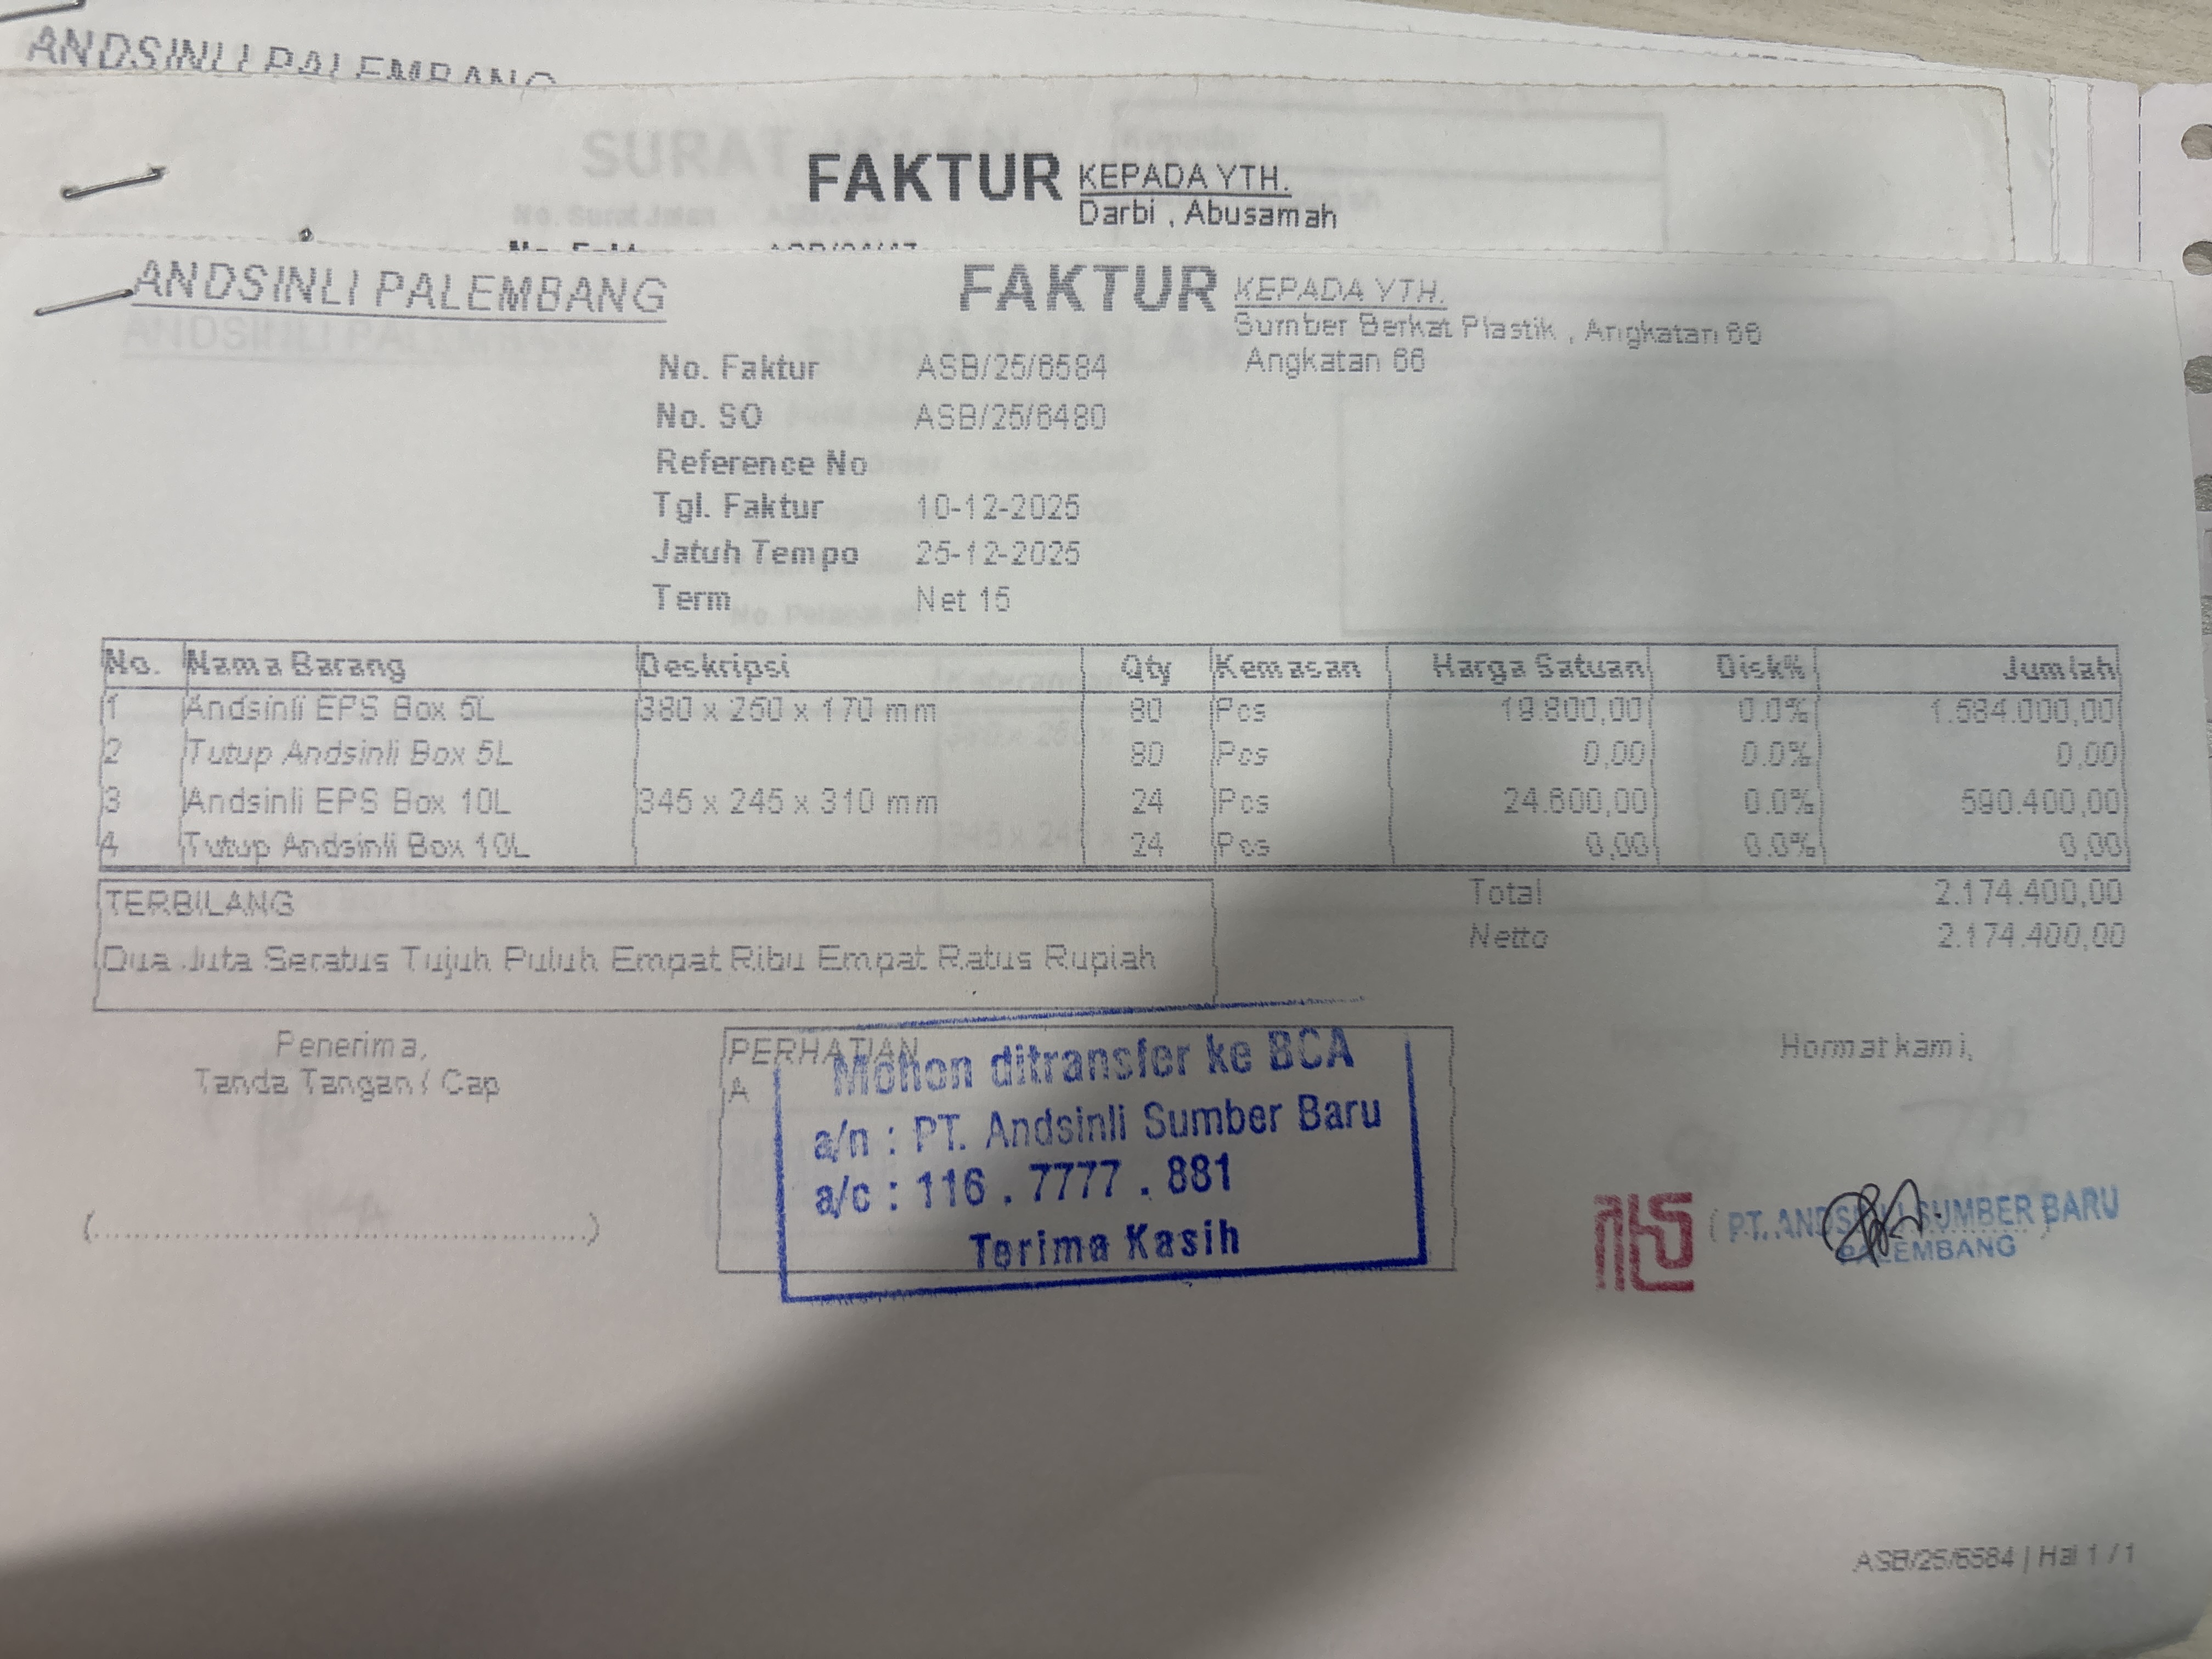 ANDSINLI PALEMBANG
FAKTUR
KEPADA YTH.
Darbi , Abusamah
ANDSINLI PALEMBANG
FAKTUR
KEPADA YTH.
Sumber Berkat Plastik , Angkatan 66
Angkatan 66
No. Faktur ASB/25/6584
No. SO ASB/25/6480
Reference No
Tgl. Faktur 10-12-2025
Jatuh Tempo 25-12-2025
Term Net 15
No. Nama Barang Deskripsi Qty Kemasan Harga Satuan Disk% Jumlah
1 Andsinli EPS Box 5L 380 x 260 x 170 mm 80 Pcs 19.800,00 0.0% 1.584.000,00
2 Tutup Andsinli Box 5L 80 Pcs 0,00 0.0% 0,00
3 Andsinli EPS Box 10L 345 x 245 x 310 mm 24 Pcs 24.600,00 0.0% 590.400,00
4 Tutup Andsinli Box 10L 24 Pcs 0,00 0.0% 0,00
TERBILANG
Dua Juta Seratus Tujuh Puluh Empat Ribu Empat Ratus Rupiah
Total 2.174.400,00
Netto 2.174.400,00
Penerima,
Tanda Tangan / Cap
(......................................................)
PERHATIAN
A
Mohon ditransfer ke BCA
a/n : PT. Andsinli Sumber Baru
a/c : 116 . 7777 . 881
Terima Kasih
Hormat kami,
PT. ANDSINLI SUMBER BARU
PALEMBANG
ASB/25/6584 | Hal 1 / 1